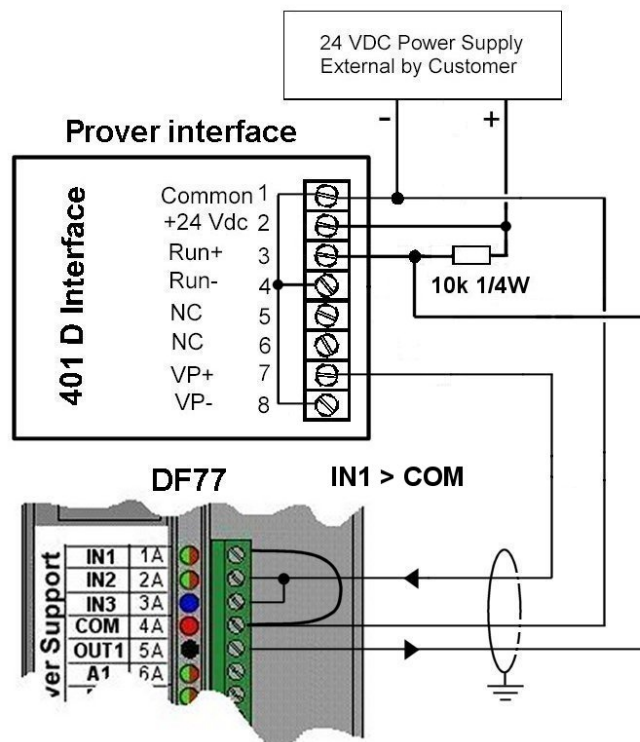 24 VDC Power Supply
External by Customer
- +
Prover interface
401 D Interface
Common 1
+24 Vdc 2
Run+ 3
Run- 4
NC 5
NC 6
VP+ 7
VP- 8
10k 1/4W
DF77
IN1 > COM
Support
IN1 1A
IN2 2A
IN3 3A
COM 4A
OUT1 5A
A1 6A